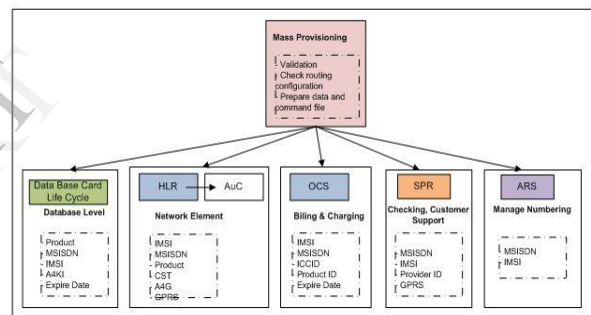 Mass Provisioning
Validation
Check routing
configuration
Prepare data and
command file
Data Base Card
Life Cycle
Database Level
Product
MSISDN
IMSI
A4KI
Expire Date
HLR
AuC
Network Element
IMSI
MSISDN
Product
CST
A4G
GPRS
OCS
Biling & Charging
IMSI
MSISDN
ICCID
Product ID
Expire Date
SPR
Checking, Customer
Support
MSISDN
IMSI
Provider ID
GPRS
ARS
Manage Numbering
MSISDN
IMSI